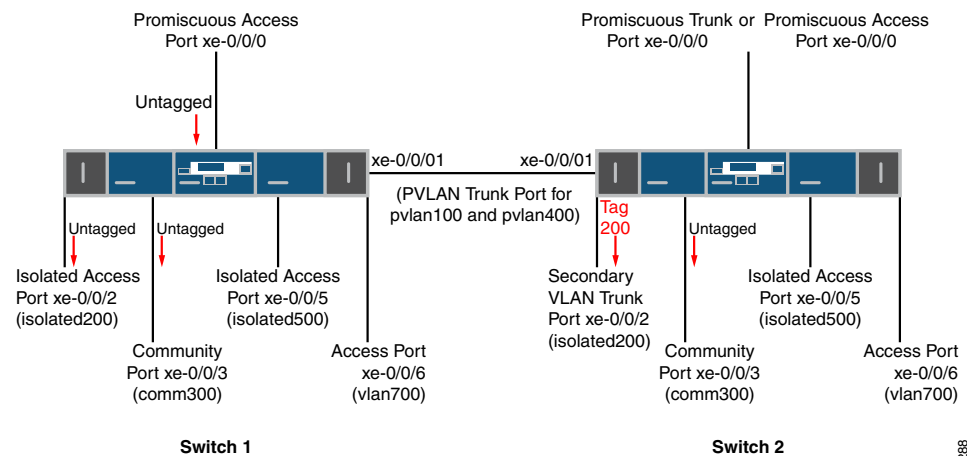 Promiscuous Access
Port xe-0/0/0
Promiscuous Trunk or Promiscuous Access
Port xe-0/0/0 Port xe-0/0/0
Untagged
xe-0/0/01 xe-0/0/01
(PVLAN Trunk Port for
pvlan100 and pvlan400)
Untagged Untagged
Tag
200
Untagged
Isolated Access
Port xe-0/0/2
(isolated200)
Isolated Access
Port xe-0/0/5
(isolated500)
Secondary
VLAN Trunk
Port xe-0/0/2
(isolated200)
Isolated Access
Port xe-0/0/5
(isolated500)
Community
Port xe-0/0/3
(comm300)
Access Port
xe-0/0/6
(vlan700)
Community
Port xe-0/0/3
(comm300)
Access Port
xe-0/0/6
(vlan700)
Switch 1 Switch 2